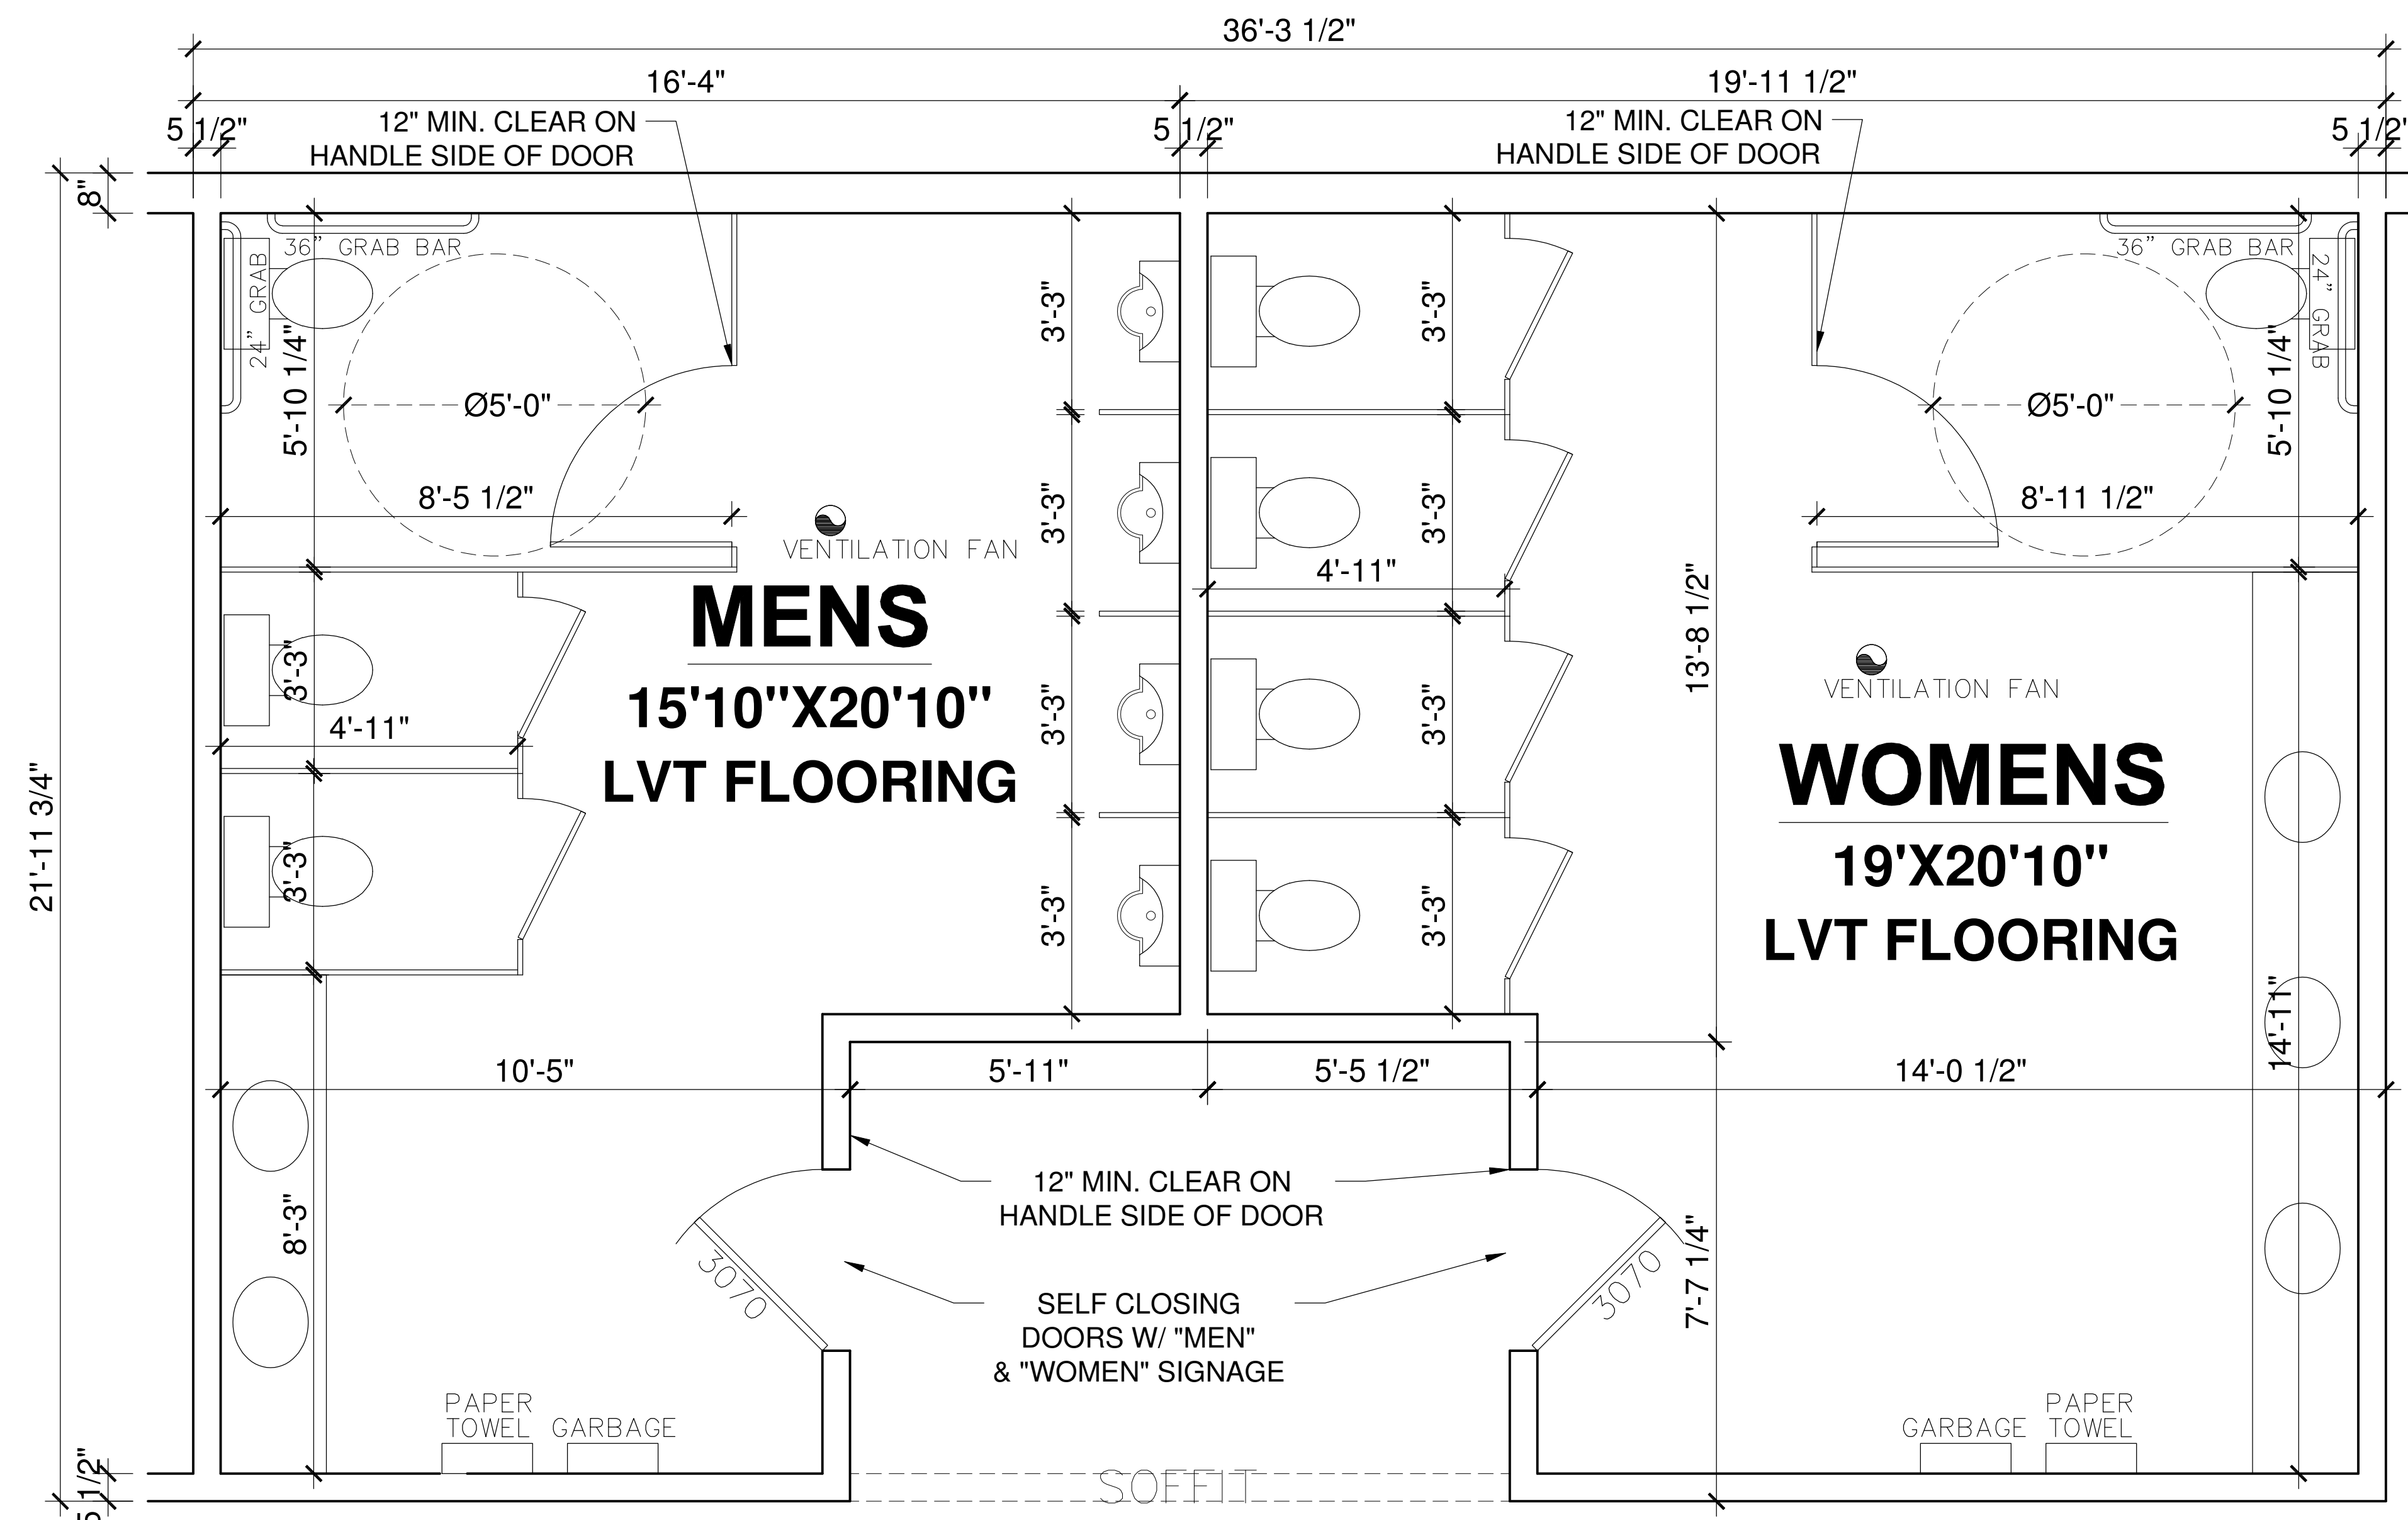 36'-3 1/2"
16'-4"
19'-11 1/2"
5 1/2"
12" MIN. CLEAR ON
HANDLE SIDE OF DOOR
5 1/2"
12" MIN. CLEAR ON
HANDLE SIDE OF DOOR
5 1/2"
8"
36” GRAB BAR
24” GRAB
5'-10 1/4"
Ø5'-0"
8'-5 1/2"
3'-3"
3'-3"
36” GRAB BAR
24” GRAB
5'-10 1/4"
Ø5'-0"
8'-11 1/2"
VENTILATION FAN
3'-3"
3'-3"
4'-11"
13'-8 1/2"
MENS
15'10"X20'10"
LVT FLOORING
3'-3"
4'-11"
3'-3"
3'-3"
3'-3"
3'-3"
3'-3"
VENTILATION FAN
WOMENS
19'X20'10"
LVT FLOORING
21'-11 3/4"
14'-11"
10'-5"
5'-11"
5'-5 1/2"
14'-0 1/2"
8'-3"
12" MIN. CLEAR ON
HANDLE SIDE OF DOOR
3070
3070
7'-7 1/4"
SELF CLOSING
DOORS W/ "MEN"
& "WOMEN" SIGNAGE
PAPER
TOWEL
GARBAGE
GARBAGE
PAPER
TOWEL
5 1/2"
SOFFIT